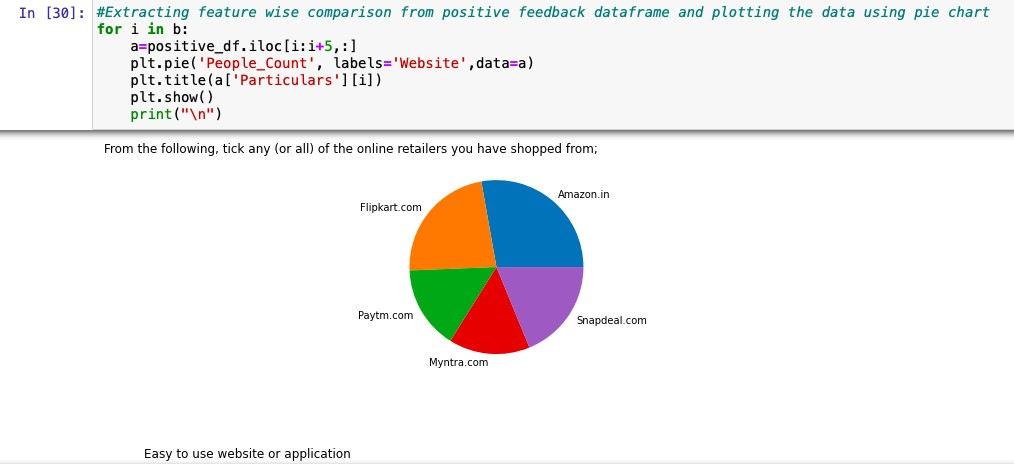 In [30]: #Extracting feature wise comparison from positive feedback dataframe and plotting the data using pie chart
for i in b:
    a=positive_df.iloc[i:i+5,:]
    plt.pie('People_Count', labels='Website',data=a)
    plt.title(a['Particulars'][i])
    plt.show()
    print("\n")
From the following, tick any (or all) of the online retailers you have shopped from;
Amazon.in
Flipkart.com
Paytm.com
Snapdeal.com
Myntra.com
Easy to use website or application